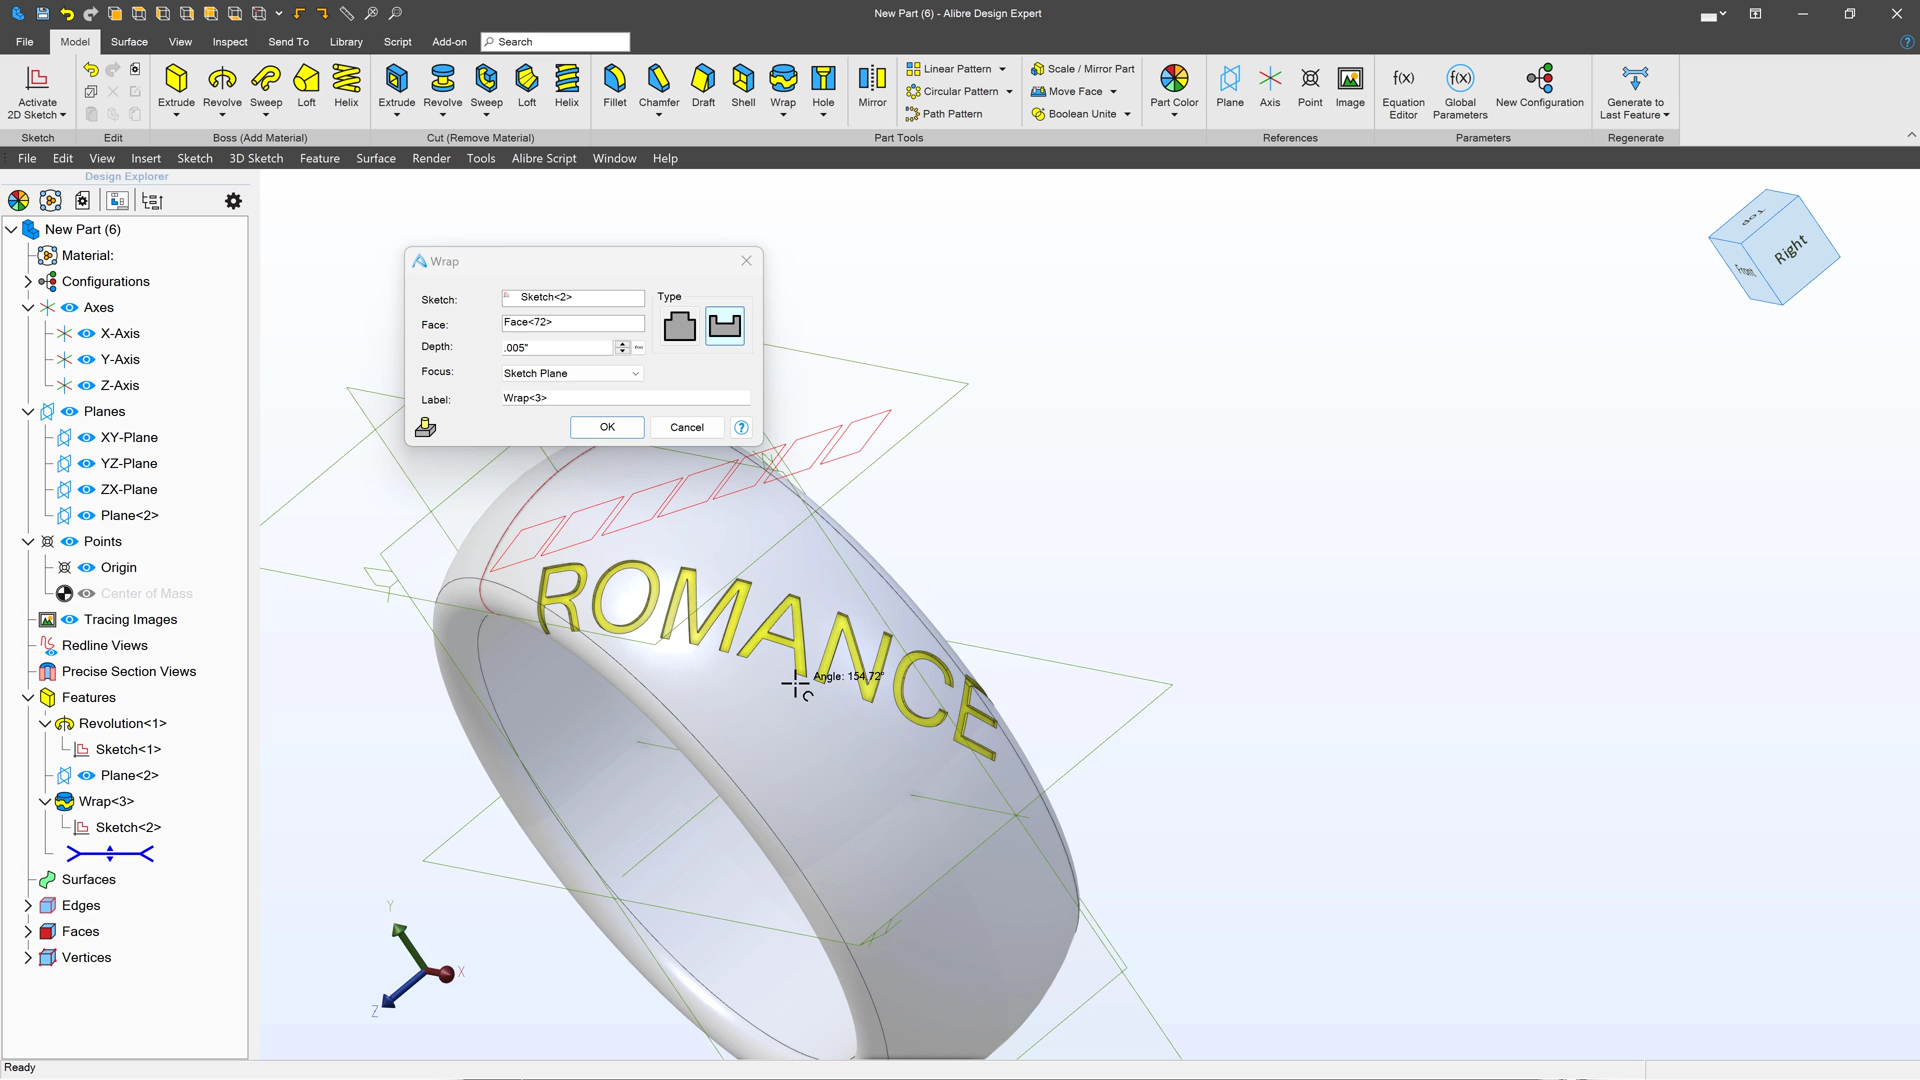 New Part (6) - Alibre Design Expert
File Model Surface View Inspect Send To Library Script Add-on Search
Activate 2D Sketch
Extrude Revolve Sweep Loft Helix
Extrude Revolve Sweep Loft Helix
Fillet Chamfer Draft Shell Wrap Hole Mirror
Linear Pattern
Circular Pattern
Path Pattern
Scale / Mirror Part
Move Face
Boolean Unite
Part Color
Plane Axis Point Image
Equation Editor
Global Parameters
New Configuration
Generate to Last Feature
Sketch Edit Boss (Add Material) Cut (Remove Material) Part Tools References Parameters Regenerate
File Edit View Insert Sketch 3D Sketch Feature Surface Render Tools Alibre Script Window Help
Design Explorer
New Part (6)
Material:
Configurations
Axes
X-Axis
Y-Axis
Z-Axis
Planes
XY-Plane
YZ-Plane
ZX-Plane
Plane<2>
Points
Origin
Center of Mass
Tracing Images
Redline Views
Precise Section Views
Features
Revolution<1>
Sketch<1>
Plane<2>
Wrap<3>
Sketch<2>
Surfaces
Edges
Faces
Vertices
Wrap
Sketch: Sketch<2>
Type
Face: Face<72>
Depth: .005"
Focus: Sketch Plane
Label: Wrap<3>
OK Cancel ?
Top
Front
Right
ROMANCE
Angle: 154.72°
Y
X
Z
Ready